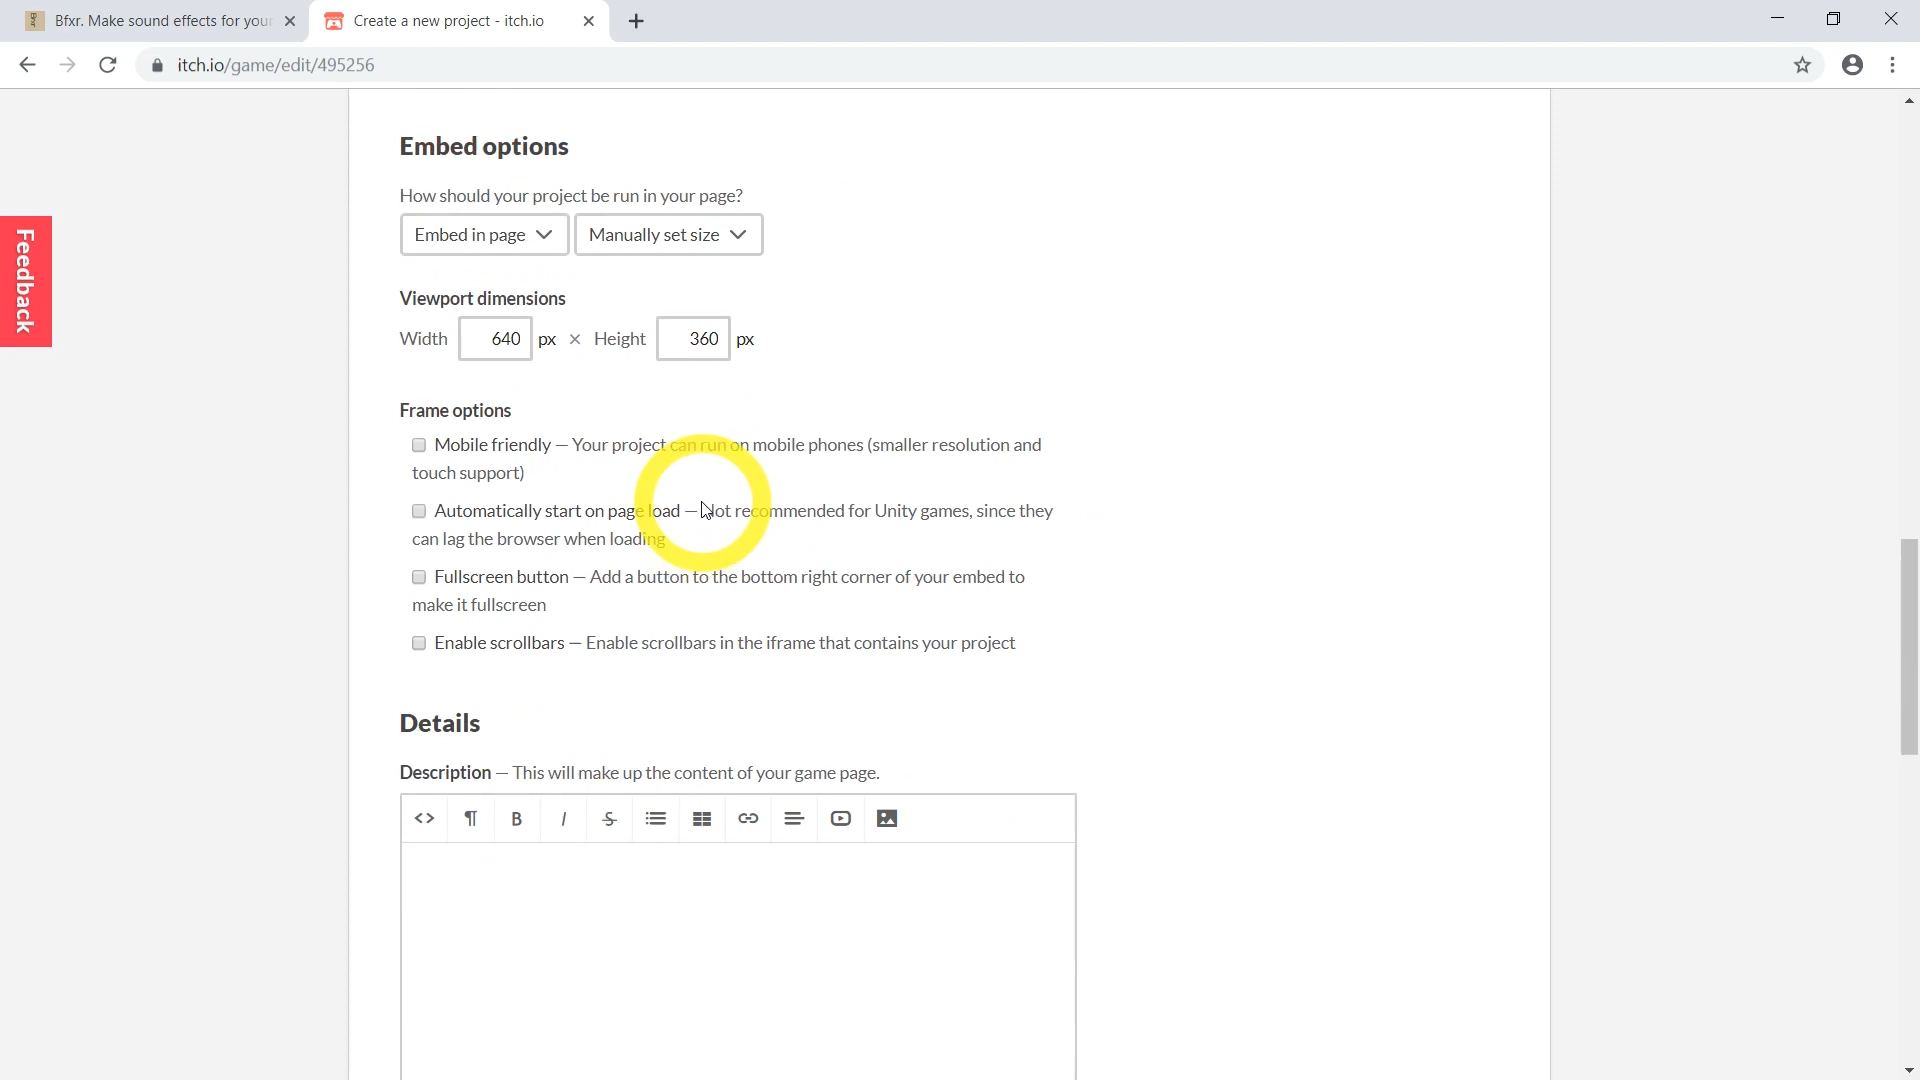 Bfxr. Make sound effects for your
Create a new project - itch.io
itch.io/game/edit/495256
Feedback
Embed options
How should your project be run in your page?
Embed in page
Manually set size
Viewport dimensions
Width 640 px × Height 360 px
Frame options
Mobile friendly — Your project can run on mobile phones (smaller resolution and
touch support)
Automatically start on page load — Not recommended for Unity games, since they
can lag the browser when loading
Fullscreen button — Add a button to the bottom right corner of your embed to
make it fullscreen
Enable scrollbars — Enable scrollbars in the iframe that contains your project
Details
Description — This will make up the content of your game page.